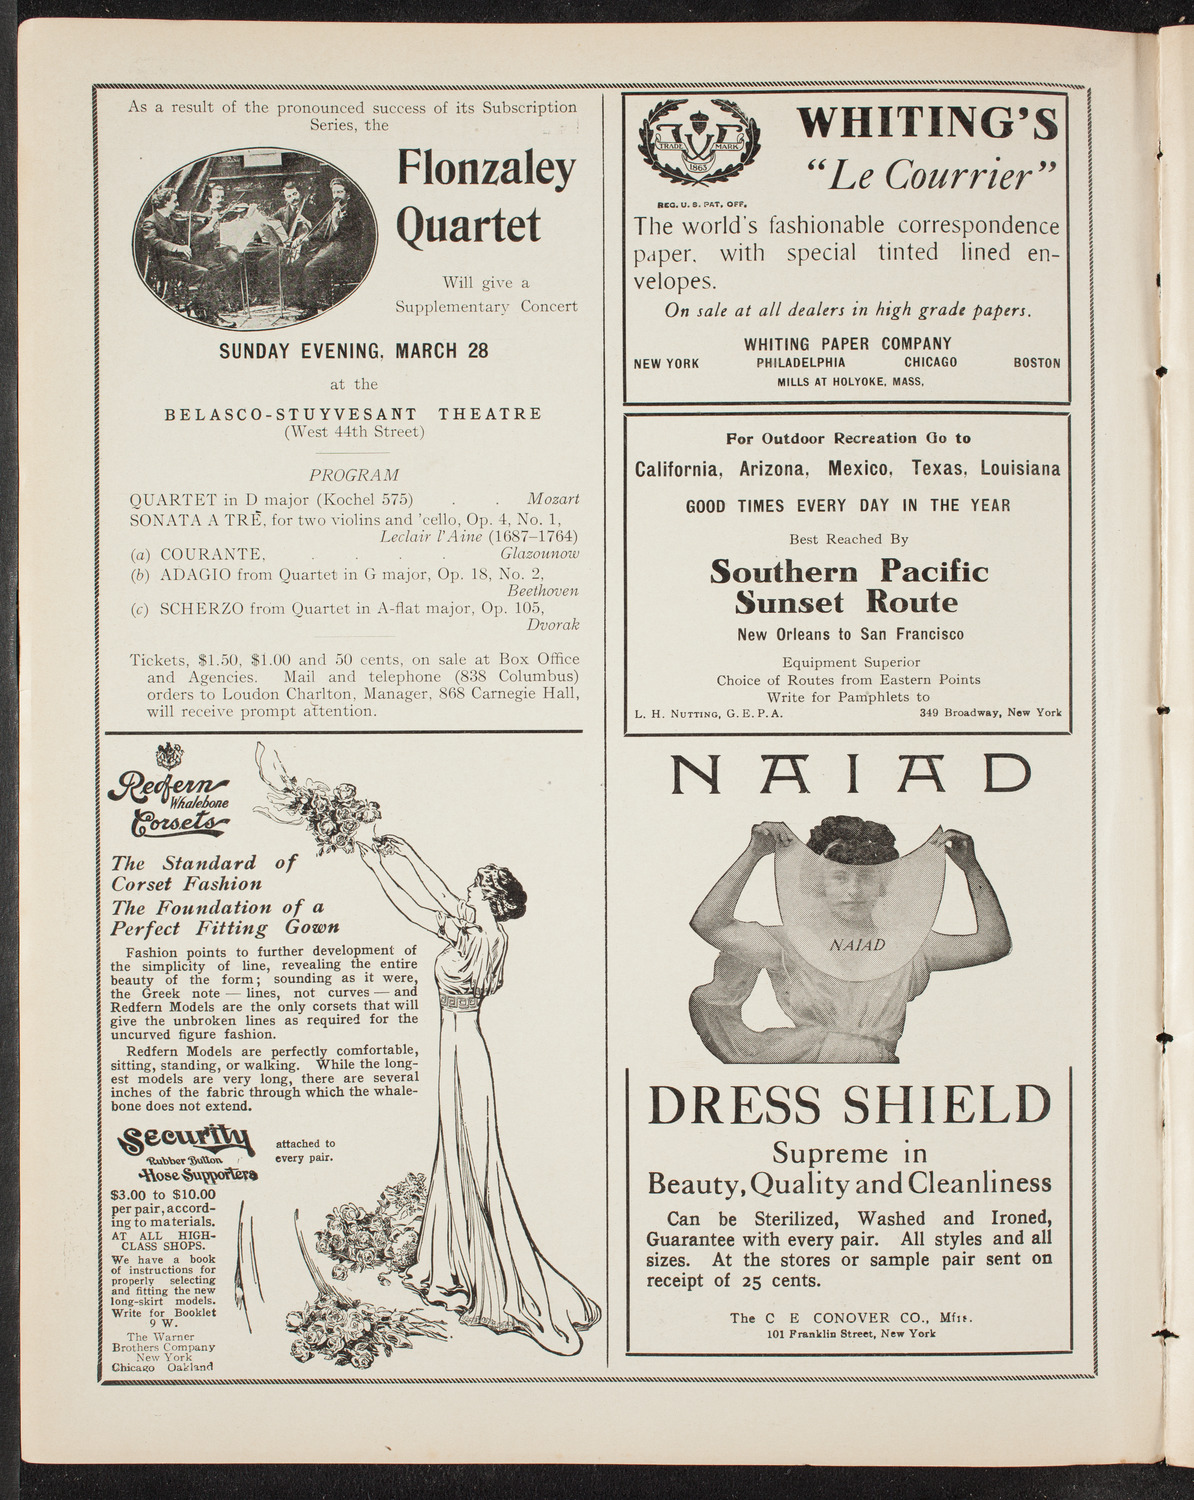 As a result of the pronounced success of its Subscription
Series, the
Flonzaley
Quartet
Will give a
Supplementary Concert
SUNDAY EVENING, MARCH 28
at the
BELASCO-STUYVESANT THEATRE
(West 44th Street)
PROGRAM
QUARTET in D major (Kochel 575) . . Mozart
SONATA A TRE, for two violins and 'cello, Op. 4, No. 1,
Leclair l'Aine (1687–1764)
(a) COURANTE, . . . . Glazounow
(b) ADAGIO from Quartet in G major, Op. 18, No. 2,
Beethoven
(c) SCHERZO from Quartet in A-flat major, Op. 105,
Dvorak
Tickets, $1.50, $1.00 and 50 cents, on sale at Box Office
and Agencies. Mail and telephone (838 Columbus)
orders to Loudon Charlton, Manager, 868 Carnegie Hall,
will receive prompt attention.
Redfern
Whalebone
Corsets
The Standard of
Corset Fashion
The Foundation of a
Perfect Fitting Gown
Fashion points to further development of
the simplicity of line, revealing the entire
beauty of the form; sounding as it were,
the Greek note — lines, not curves — and
Redfern Models are the only corsets that will
give the unbroken lines as required for the
uncurved figure fashion.
Redfern Models are perfectly comfortable,
sitting, standing, or walking. While the long-
est models are very long, there are several
inches of the fabric through which the whale-
bone does not extend.
Security
Rubber Button
Hose Supporters
attached to
every pair.
$3.00 to $10.00
per pair, accord-
ing to materials.
AT ALL HIGH-
CLASS SHOPS.
We have a book
of instructions for
properly selecting
and fitting the new
long-skirt models.
Write for Booklet
9 W.
The Warner
Brothers Company
New York
Chicago Oakland
TRADE MARK
1865
REG. U. S. PAT. OFF.
WHITING'S
"Le Courrier"
The world's fashionable correspondence
paper, with special tinted lined en-
velopes.
On sale at all dealers in high grade papers.
WHITING PAPER COMPANY
NEW YORK PHILADELPHIA CHICAGO BOSTON
MILLS AT HOLYOKE, MASS,
For Outdoor Recreation Go to
California, Arizona, Mexico, Texas, Louisiana
GOOD TIMES EVERY DAY IN THE YEAR
Best Reached By
Southern Pacific
Sunset Route
New Orleans to San Francisco
Equipment Superior
Choice of Routes from Eastern Points
Write for Pamphlets to
L. H. NUTTING, G. E. P. A. 349 Broadway, New York
NAIAD
NAIAD
DRESS SHIELD
Supreme in
Beauty, Quality and Cleanliness
Can be Sterilized, Washed and Ironed,
Guarantee with every pair. All styles and all
sizes. At the stores or sample pair sent on
receipt of 25 cents.
The C E CONOVER CO., Mfrs.
101 Franklin Street, New York